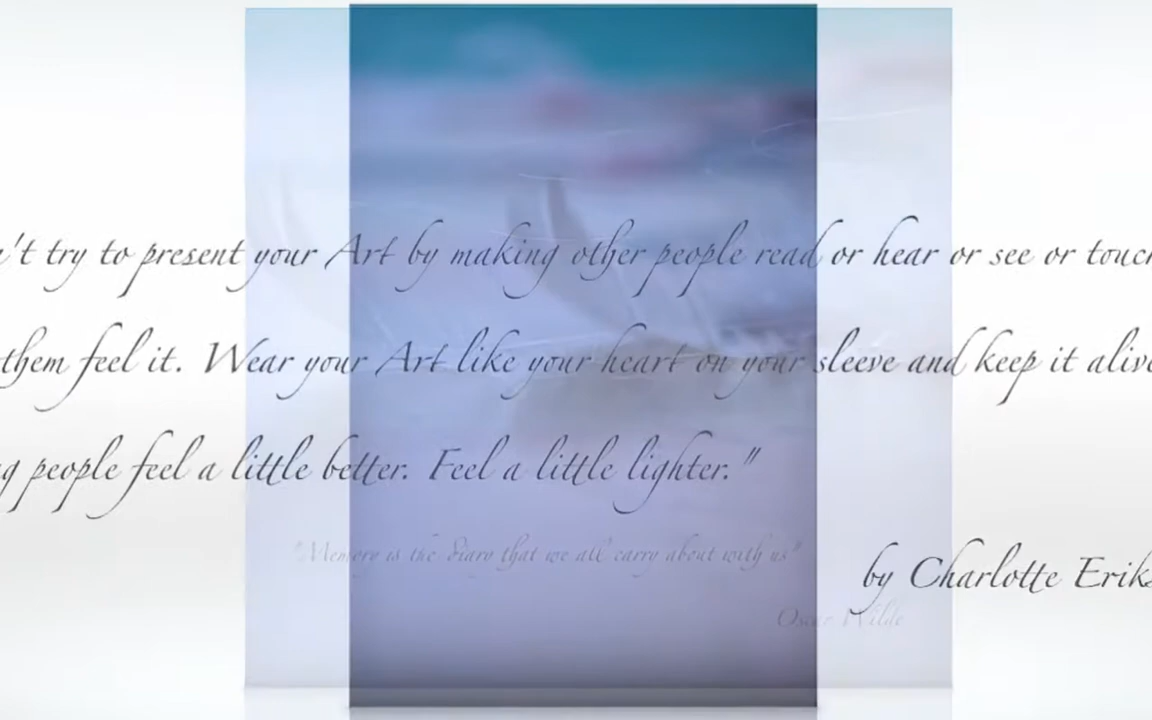 n't try to present your Art by making other people read or hear or see or touch
them feel it. Wear your Art like your heart on your sleeve and keep it alive
g people feel a little better. Feel a little lighter."
"Memory is the diary that we all carry about with us"
by Charlotte Eriks
Oscar Wilde